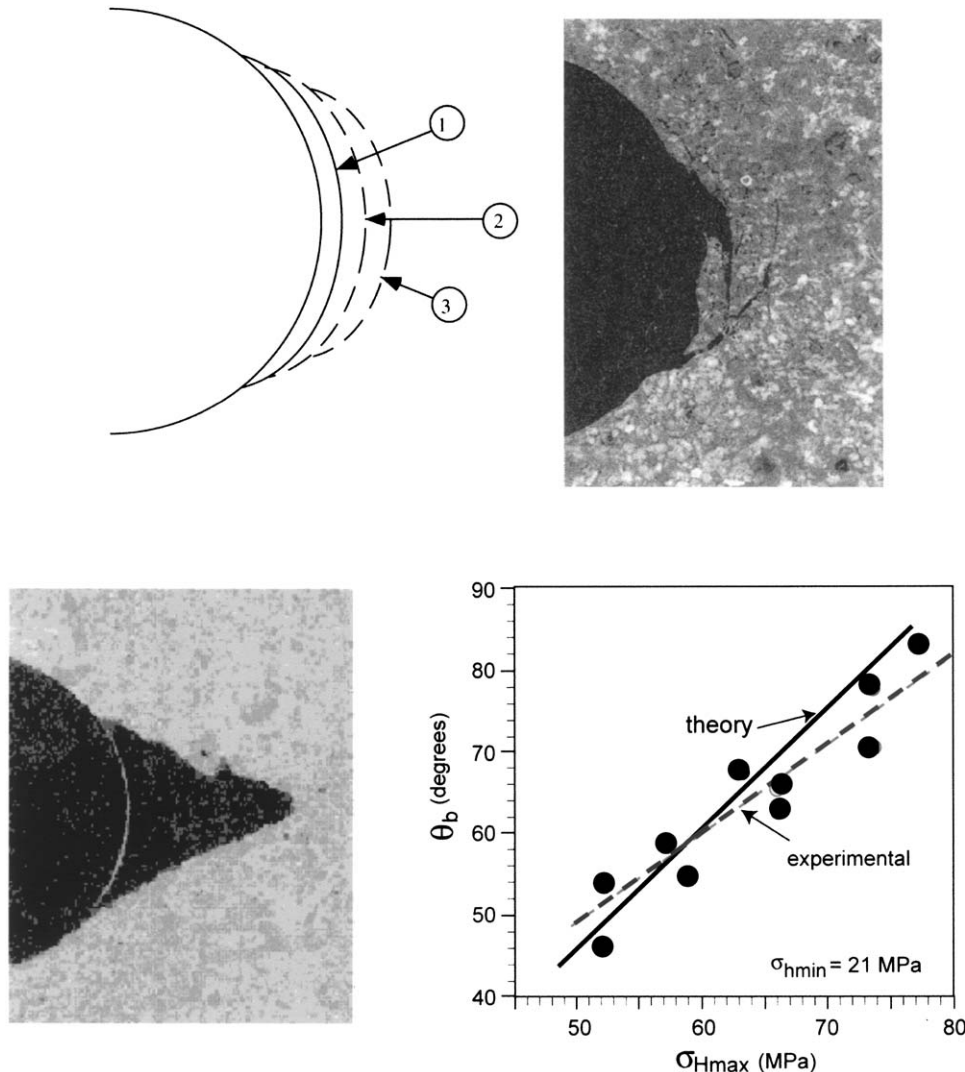 1
2
3
90
80
70
60
50
40
θb (degrees)
theory
experimental
σhmin = 21 MPa
50
60
70
80
σHmax (MPa)